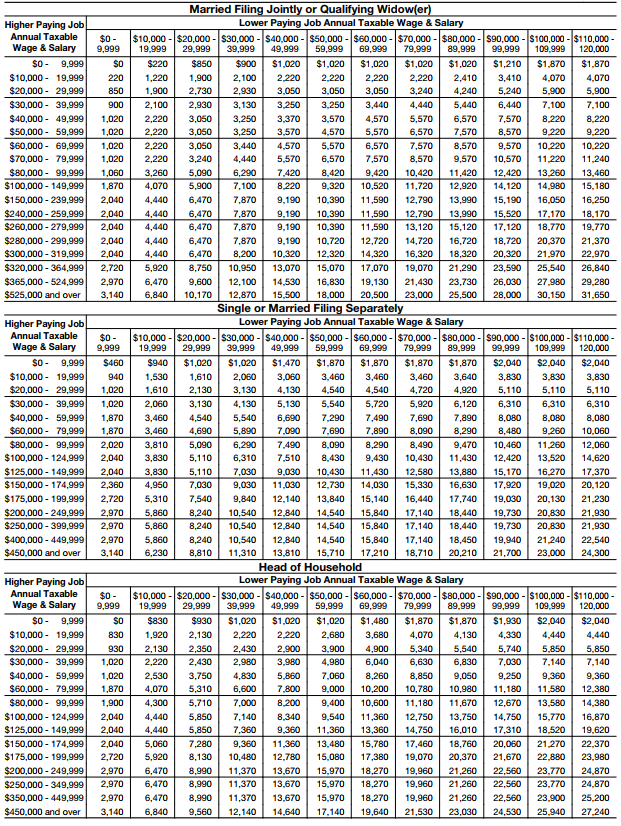 Married Filing Jointly or Qualifying Widow(er)
Higher Paying Job Annual Taxable Wage & Salary
Lower Paying Job Annual Taxable Wage & Salary
$0 - 9,999 $10,000 - 19,999 $20,000 - 29,999 $30,000 - 39,999 $40,000 - 49,999 $50,000 - 59,999 $60,000 - 69,999 $70,000 - 79,999 $80,000 - 89,999 $90,000 - 99,999 $100,000 - 109,999 $110,000 - 120,000
$0 - 9,999 $0 $220 $850 $900 $1,020 $1,020 $1,020 $1,020 $1,020 $1,210 $1,870 $1,870
$10,000 - 19,999 220 1,220 1,900 2,100 2,220 2,220 2,220 2,220 2,410 3,410 4,070 4,070
$20,000 - 29,999 850 1,900 2,730 2,930 3,050 3,050 3,050 3,240 4,240 5,240 5,900 5,900
$30,000 - 39,999 900 2,100 2,930 3,130 3,250 3,250 3,440 4,440 5,440 6,440 7,100 7,100
$40,000 - 49,999 1,020 2,220 3,050 3,250 3,370 3,570 4,570 5,570 6,570 7,570 8,220 8,220
$50,000 - 59,999 1,020 2,220 3,050 3,250 3,570 4,570 5,570 6,570 7,570 8,570 9,220 9,220
$60,000 - 69,999 1,020 2,220 3,050 3,440 4,570 5,570 6,570 7,570 8,570 9,570 10,220 10,220
$70,000 - 79,999 1,020 2,220 3,240 4,440 5,570 6,570 7,570 8,570 9,570 10,570 11,220 11,240
$80,000 - 99,999 1,060 3,260 5,090 6,290 7,420 8,420 9,420 10,420 11,420 12,420 13,260 13,460
$100,000 - 149,999 1,870 4,070 5,900 7,100 8,220 9,320 10,520 11,720 12,920 14,120 14,980 15,180
$150,000 - 239,999 2,040 4,440 6,470 7,870 9,190 10,390 11,590 12,790 13,990 15,190 16,050 16,250
$240,000 - 259,999 2,040 4,440 6,470 7,870 9,190 10,390 11,590 12,790 13,990 15,520 17,170 18,170
$260,000 - 279,999 2,040 4,440 6,470 7,870 9,190 10,390 11,590 13,120 15,120 17,120 18,770 19,770
$280,000 - 299,999 2,040 4,440 6,470 7,870 9,190 10,720 12,720 14,720 16,720 18,720 20,370 21,370
$300,000 - 319,999 2,040 4,440 6,470 8,200 10,320 12,320 14,320 16,320 18,320 20,320 21,970 22,970
$320,000 - 364,999 2,720 5,920 8,750 10,950 13,070 15,070 17,070 19,070 21,290 23,590 25,540 26,840
$365,000 - 524,999 2,970 6,470 9,600 12,100 14,530 16,830 19,130 21,430 23,730 26,030 27,980 29,280
$525,000 and over 3,140 6,840 10,170 12,870 15,500 18,000 20,500 23,000 25,500 28,000 30,150 31,650
Single or Married Filing Separately
Higher Paying Job Annual Taxable Wage & Salary
Lower Paying Job Annual Taxable Wage & Salary
$0 - 9,999 $10,000 - 19,999 $20,000 - 29,999 $30,000 - 39,999 $40,000 - 49,999 $50,000 - 59,999 $60,000 - 69,999 $70,000 - 79,999 $80,000 - 89,999 $90,000 - 99,999 $100,000 - 109,999 $110,000 - 120,000
$0 - 9,999 $460 $940 $1,020 $1,020 $1,470 $1,870 $1,870 $1,870 $1,870 $2,040 $2,040 $2,040
$10,000 - 19,999 940 1,530 1,610 2,060 3,060 3,460 3,460 3,460 3,640 3,830 3,830 3,830
$20,000 - 29,999 1,020 1,610 2,130 3,130 4,130 4,540 4,540 4,720 4,920 5,110 5,110 5,110
$30,000 - 39,999 1,020 2,060 3,130 4,130 5,130 5,540 5,720 5,920 6,120 6,310 6,310 6,310
$40,000 - 59,999 1,870 3,460 4,540 5,540 6,690 7,290 7,490 7,690 7,890 8,080 8,080 8,080
$60,000 - 79,999 1,870 3,460 4,690 5,890 7,090 7,690 7,890 8,090 8,290 8,480 9,260 10,060
$80,000 - 99,999 2,020 3,810 5,090 6,290 7,490 8,090 8,290 8,490 9,470 10,460 11,260 12,060
$100,000 - 124,999 2,040 3,830 5,110 6,310 7,510 8,430 9,430 10,430 11,430 12,420 13,520 14,620
$125,000 - 149,999 2,040 3,830 5,110 7,030 9,030 10,430 11,430 12,580 13,880 15,170 16,270 17,370
$150,000 - 174,999 2,360 4,950 7,030 9,030 11,030 12,730 14,030 15,330 16,630 17,920 19,020 20,120
$175,000 - 199,999 2,720 5,310 7,540 9,840 12,140 13,840 15,140 16,440 17,740 19,030 20,130 21,230
$200,000 - 249,999 2,970 5,860 8,240 10,540 12,840 14,540 15,840 17,140 18,440 19,730 20,830 21,930
$250,000 - 399,999 2,970 5,860 8,240 10,540 12,840 14,540 15,840 17,140 18,440 19,730 20,830 21,930
$400,000 - 449,999 2,970 5,860 8,240 10,540 12,840 14,540 15,840 17,140 18,450 19,940 21,240 22,540
$450,000 and over 3,140 6,230 8,810 11,310 13,810 15,710 17,210 18,710 20,210 21,700 23,000 24,300
Head of Household
Higher Paying Job Annual Taxable Wage & Salary
Lower Paying Job Annual Taxable Wage & Salary
$0 - 9,999 $10,000 - 19,999 $20,000 - 29,999 $30,000 - 39,999 $40,000 - 49,999 $50,000 - 59,999 $60,000 - 69,999 $70,000 - 79,999 $80,000 - 89,999 $90,000 - 99,999 $100,000 - 109,999 $110,000 - 120,000
$0 - 9,999 $0 $830 $930 $1,020 $1,020 $1,020 $1,480 $1,870 $1,870 $1,930 $2,040 $2,040
$10,000 - 19,999 830 1,920 2,130 2,220 2,220 2,680 3,680 4,070 4,130 4,330 4,440 4,440
$20,000 - 29,999 930 2,130 2,350 2,430 2,900 3,900 4,900 5,340 5,540 5,740 5,850 5,850
$30,000 - 39,999 1,020 2,220 2,430 2,980 3,980 4,980 6,040 6,630 6,830 7,030 7,140 7,140
$40,000 - 59,999 1,020 2,530 3,750 4,830 5,860 7,060 8,260 8,850 9,050 9,250 9,360 9,360
$60,000 - 79,999 1,870 4,070 5,310 6,600 7,800 9,000 10,200 10,780 10,980 11,180 11,580 12,380
$80,000 - 99,999 1,900 4,300 5,710 7,000 8,200 9,400 10,600 11,180 11,670 12,670 13,580 14,380
$100,000 - 124,999 2,040 4,440 5,850 7,140 8,340 9,540 11,360 12,750 13,750 14,750 15,770 16,870
$125,000 - 149,999 2,040 4,440 5,850 7,360 9,360 11,360 13,360 14,750 16,010 17,310 18,520 19,620
$150,000 - 174,999 2,040 5,060 7,280 9,360 11,360 13,480 15,780 17,460 18,760 20,060 21,270 22,370
$175,000 - 199,999 2,720 5,920 8,130 10,480 12,780 15,080 17,380 19,070 20,370 21,670 22,880 23,980
$200,000 - 249,999 2,970 6,470 8,990 11,370 13,670 15,970 18,270 19,960 21,260 22,560 23,770 24,870
$250,000 - 349,999 2,970 6,470 8,990 11,370 13,670 15,970 18,270 19,960 21,260 22,560 23,770 24,870
$350,000 - 449,999 2,970 6,470 8,990 11,370 13,670 15,970 18,270 19,960 21,260 22,560 23,900 25,200
$450,000 and over 3,140 6,840 9,560 12,140 14,640 17,140 19,640 21,530 23,030 24,530 25,940 27,240